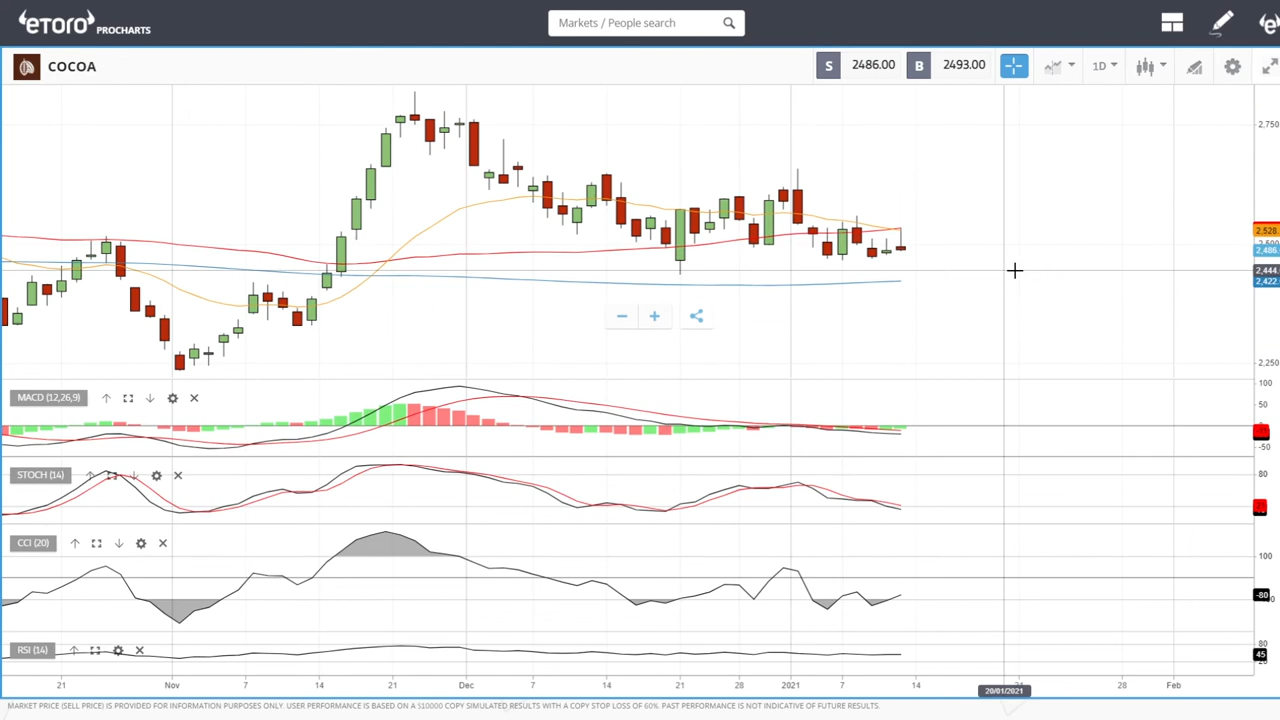 eTORO PROCHARTS
Markets / People search
COCOA
S 2486.00 B 2493.00
1D
2,750
2,528
2,500
2,486
2,444
2,422
2,250
MACD (12,26,9)
100
50
-50
STOCH (14)
80
CCI (20)
100
-80
RSI (14)
80
45
20
21 Nov 7 14 21 Dec 7 14 21 28 2021 7 14 20/01/2021 28 Feb
MARKET PRICE (SELL PRICE) IS PROVIDED FOR INFORMATION PURPOSES ONLY. USER PERFORMANCE IS BASED ON A $10000 COPY SIMULATED RESULTS WITH A COPY STOP LOSS OF 60%. PAST PERFORMANCE IS NOT INDICATIVE OF FUTURE RESULTS.